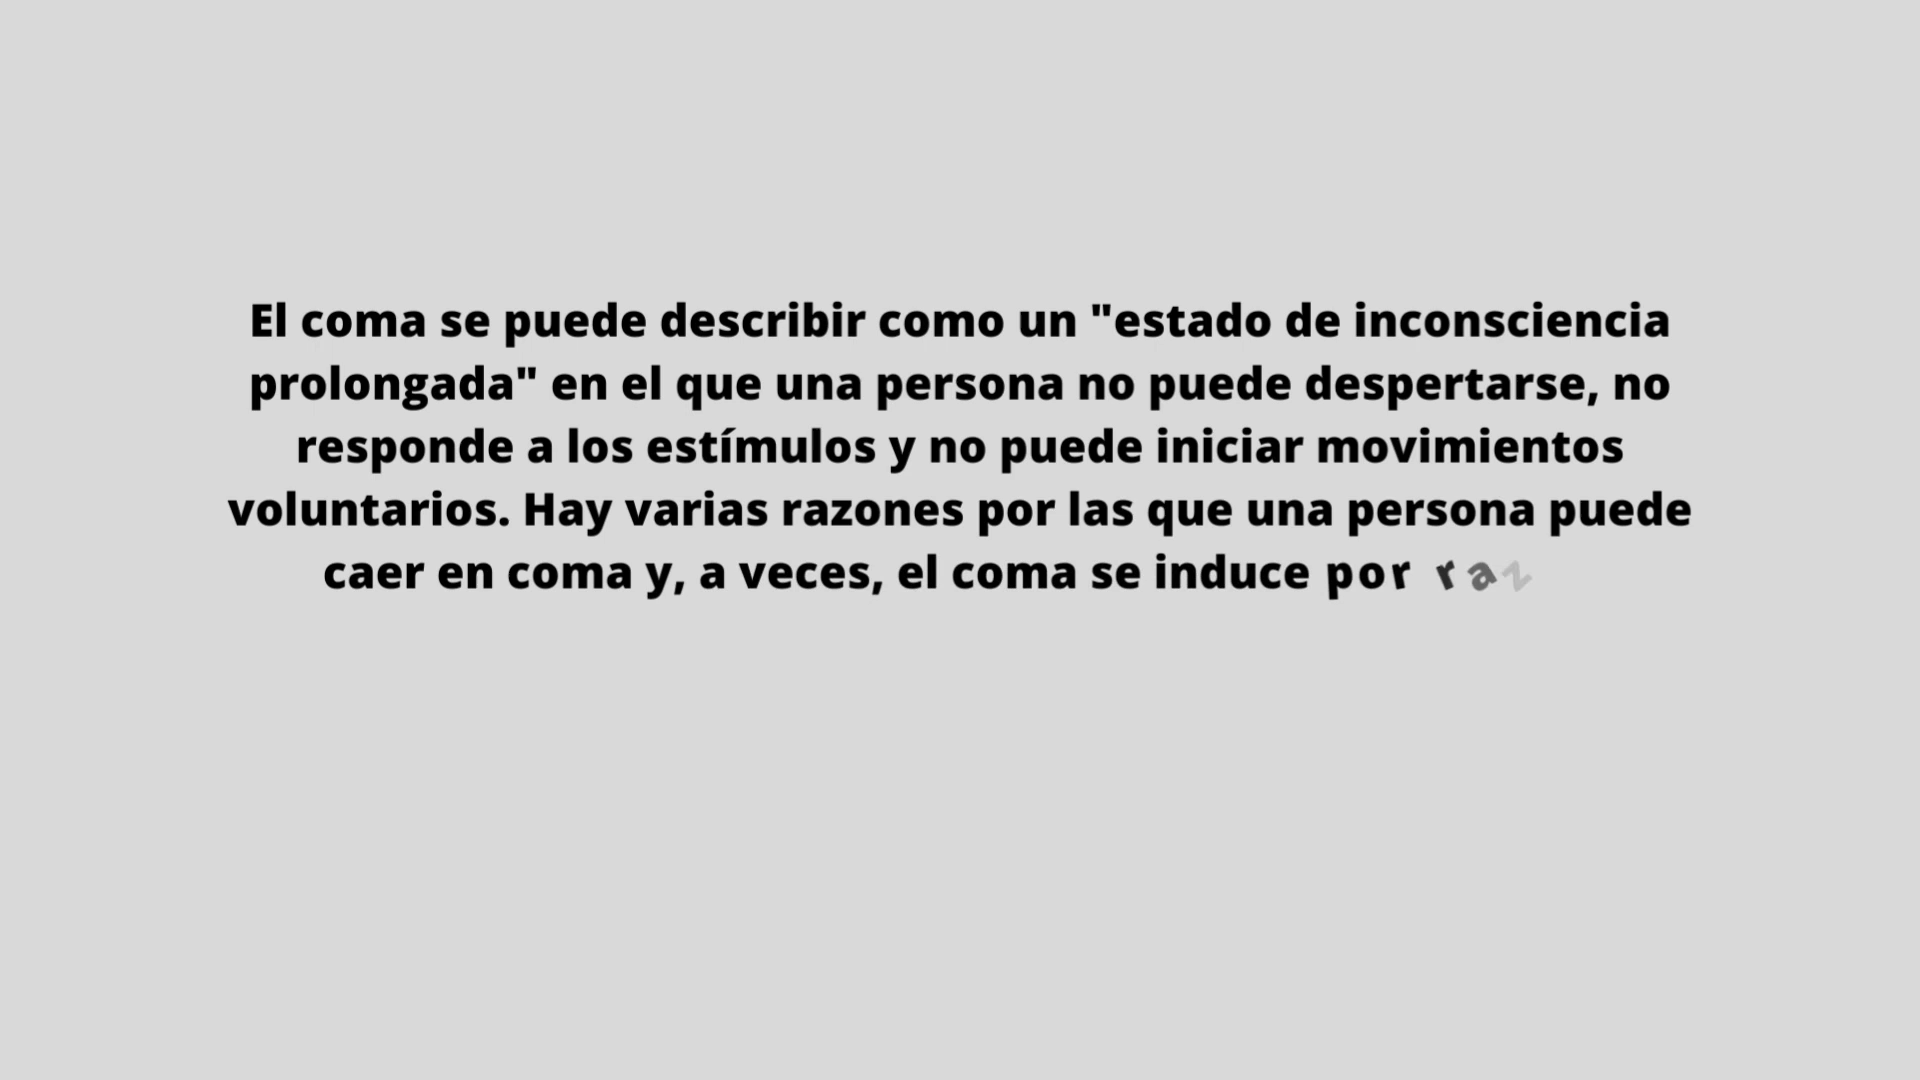 El coma se puede describir como un "estado de inconsciencia
prolongada" en el que una persona no puede despertarse, no
responde a los estímulos y no puede iniciar movimientos
voluntarios. Hay varias razones por las que una persona puede
caer en coma y, a veces, el coma se induce por raz